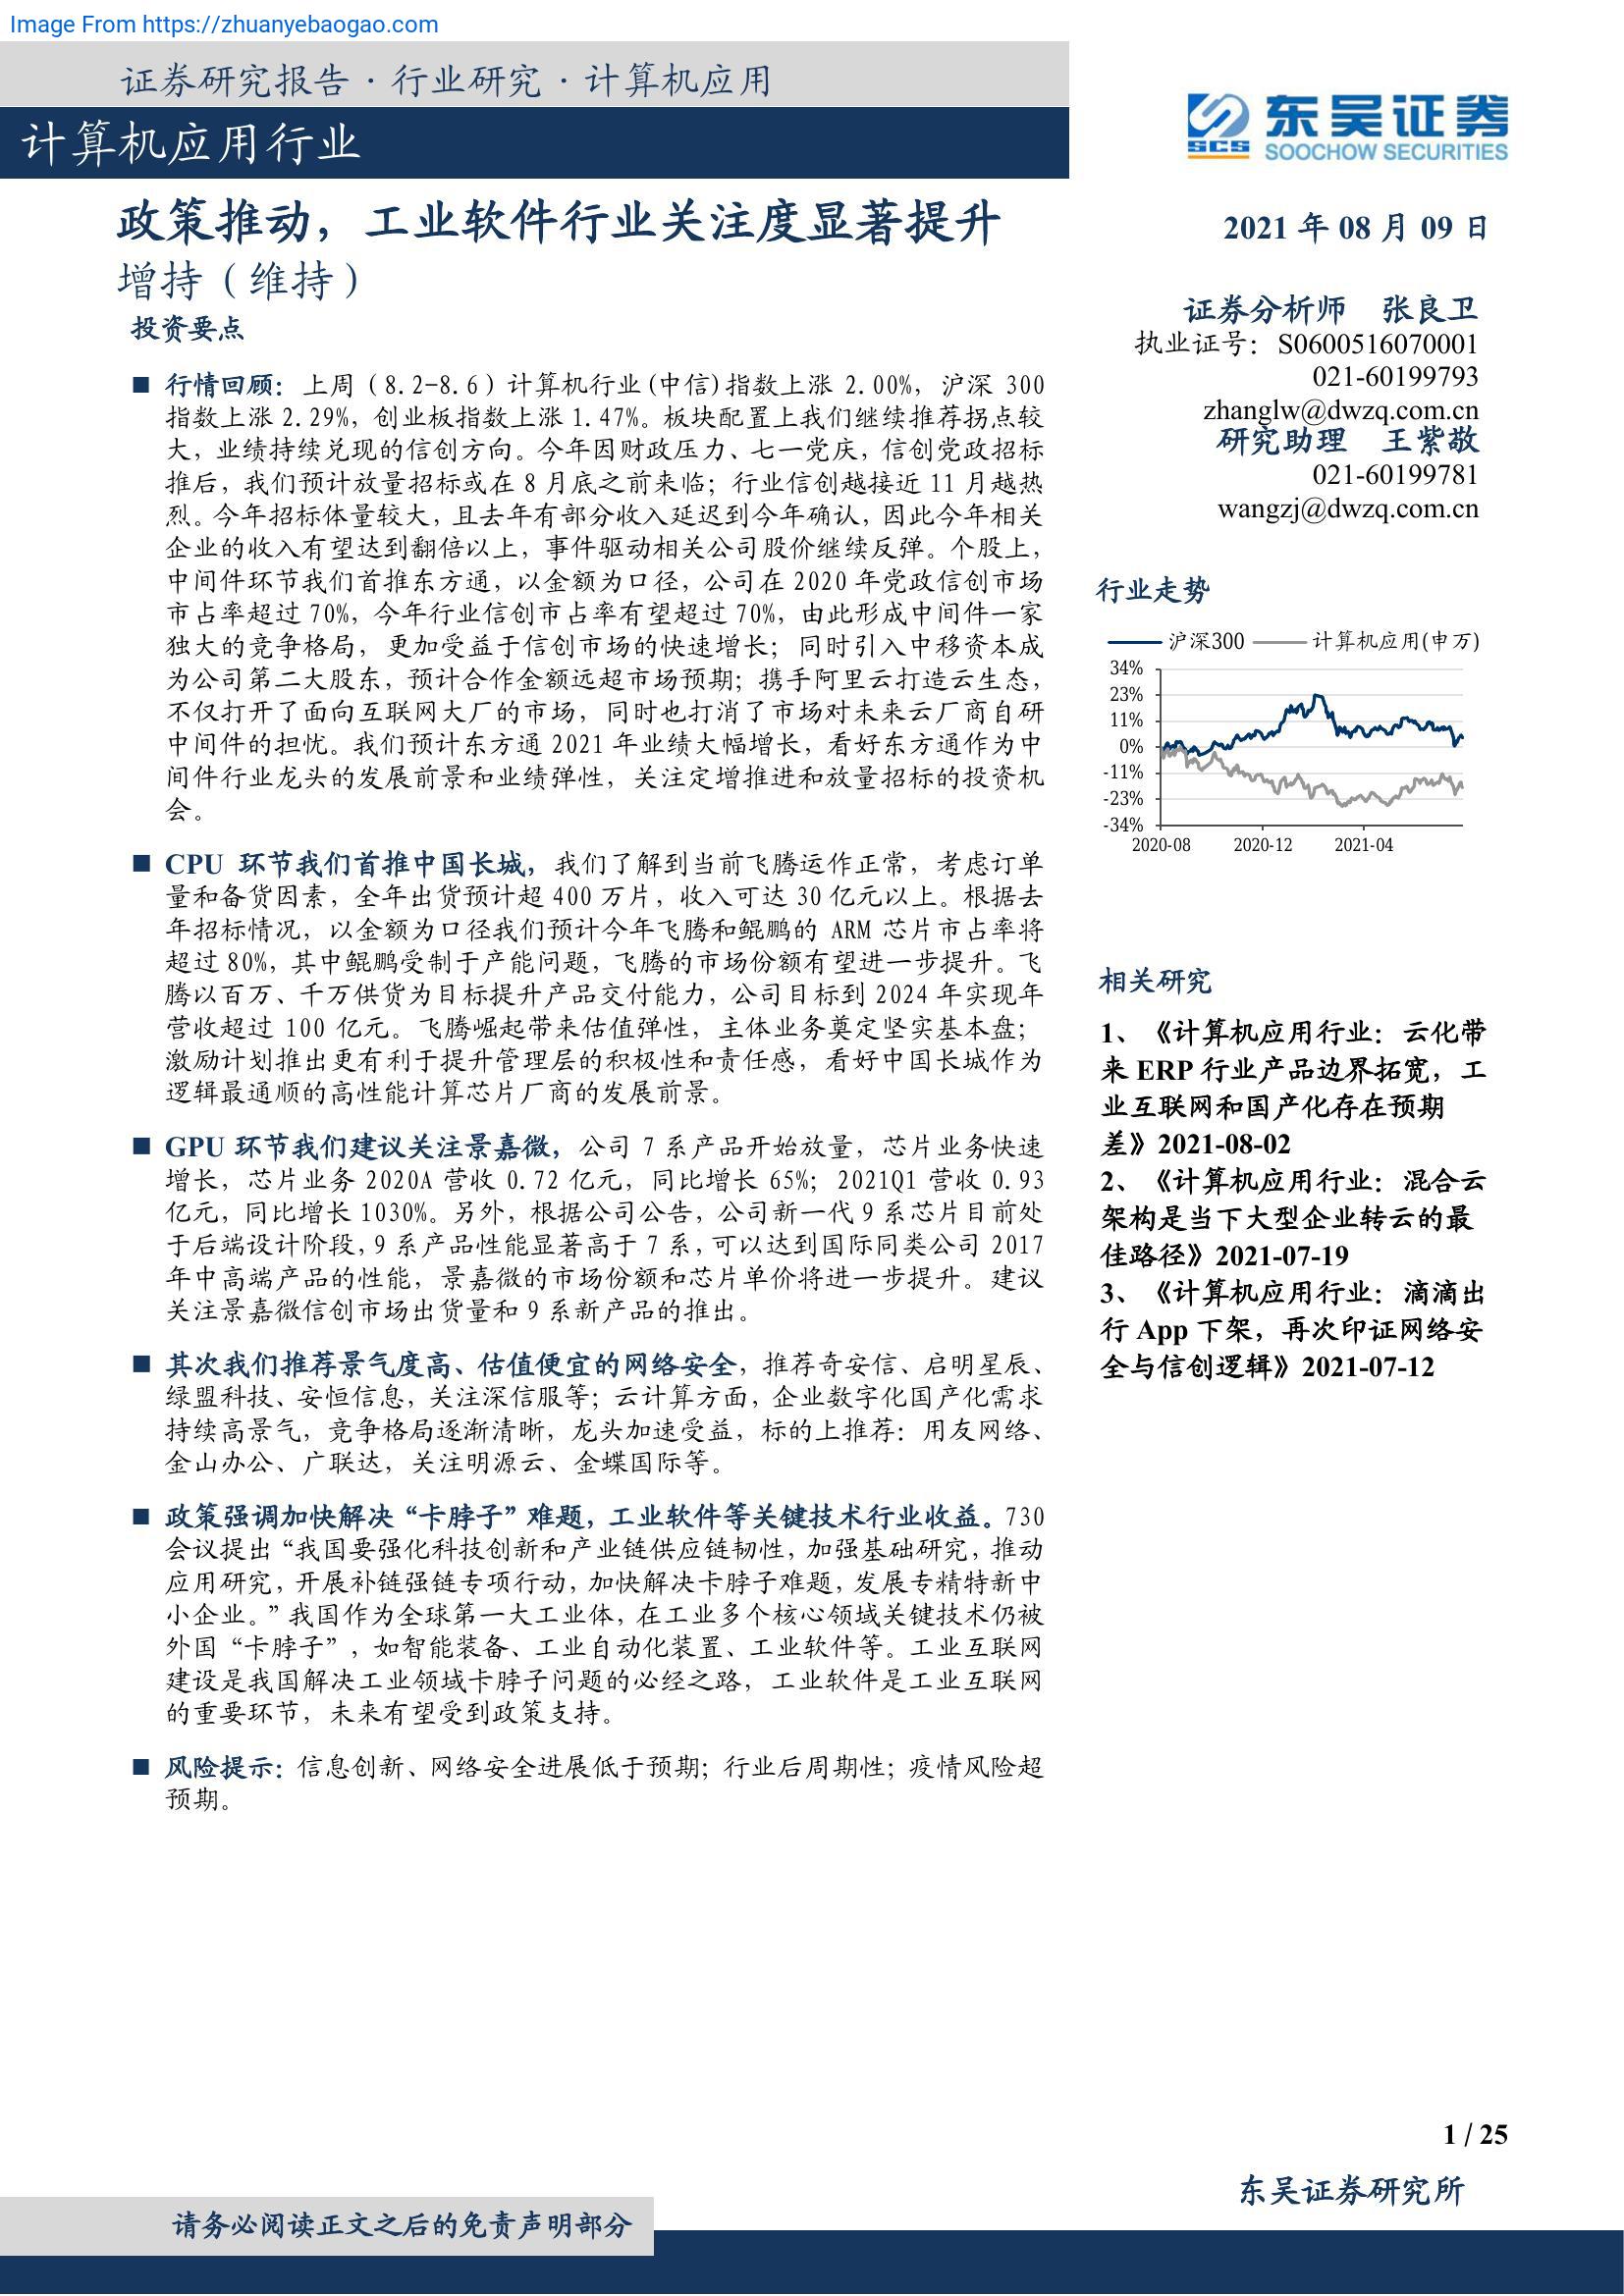 Image From https://zhuanyebaogao.com
证券研究报告·行业研究·计算机应用
计算机应用行业
东吴证券
SCS
SOOCHOW SECURITIES
政策推动，工业软件行业关注度显著提升
增持（维持）
投资要点
■ 行情回顾：上周（8.2-8.6）计算机行业(中信)指数上涨 2.00%，沪深 300
指数上涨 2.29%，创业板指数上涨 1.47%。板块配置上我们继续推荐拐点较
大，业绩持续兑现的信创方向。今年因财政压力、七一党庆，信创党政招标
推后，我们预计放量招标或在 8 月底之前来临；行业信创越接近 11 月越热
烈。今年招标体量较大，且去年有部分收入延迟到今年确认，因此今年相关
企业的收入有望达到翻倍以上，事件驱动相关公司股价继续反弹。个股上，
中间件环节我们首推东方通，以金额为口径，公司在 2020 年党政信创市场
市占率超过 70%，今年行业信创市占率有望超过 70%，由此形成中间件一家
独大的竞争格局，更加受益于信创市场的快速增长；同时引入中移资本成
为公司第二大股东，预计合作金额远超市场预期；携手阿里云打造云生态，
不仅打开了面向互联网大厂的市场，同时也打消了市场对未来云厂商自研
中间件的担忧。我们预计东方通 2021 年业绩大幅增长，看好东方通作为中
间件行业龙头的发展前景和业绩弹性，关注定增推进和放量招标的投资机
会。
■ CPU 环节我们首推中国长城，我们了解到当前飞腾运作正常，考虑订单
量和备货因素，全年出货预计超 400 万片，收入可达 30 亿元以上。根据去
年招标情况，以金额为口径我们预计今年飞腾和鲲鹏的 ARM 芯片市占率将
超过 80%，其中鲲鹏受制于产能问题，飞腾的市场份额有望进一步提升。飞
腾以百万、千万供货为目标提升产品交付能力，公司目标到 2024 年实现年
营收超过 100 亿元。飞腾崛起带来估值弹性，主体业务奠定坚实基本盘；
激励计划推出更有利于提升管理层的积极性和责任感，看好中国长城作为
逻辑最通顺的高性能计算芯片厂商的发展前景。
■ GPU 环节我们建议关注景嘉微，公司 7 系产品开始放量，芯片业务快速
增长，芯片业务 2020A 营收 0.72 亿元，同比增长 65%；2021Q1 营收 0.93
亿元，同比增长 1030%。另外，根据公司公告，公司新一代 9 系芯片目前处
于后端设计阶段，9 系产品性能显著高于 7 系，可以达到国际同类公司 2017
年中高端产品的性能，景嘉微的市场份额和芯片单价将进一步提升。建议
关注景嘉微信创市场出货量和 9 系新产品的推出。
■ 其次我们推荐景气度高、估值便宜的网络安全，推荐奇安信、启明星辰、
绿盟科技、安恒信息，关注深信服等；云计算方面，企业数字化国产化需求
持续高景气，竞争格局逐渐清晰，龙头加速受益，标的上推荐：用友网络、
金山办公、广联达，关注明源云、金蝶国际等。
■ 政策强调加快解决“卡脖子”难题，工业软件等关键技术行业收益。730
会议提出“我国要强化科技创新和产业链供应链韧性，加强基础研究，推动
应用研究，开展补链强链专项行动，加快解决卡脖子难题，发展专精特新中
小企业。”我国作为全球第一大工业体，在工业多个核心领域关键技术仍被
外国“卡脖子”，如智能装备、工业自动化装置、工业软件等。工业互联网
建设是我国解决工业领域卡脖子问题的必经之路，工业软件是工业互联网
的重要环节，未来有望受到政策支持。
■ 风险提示：信息创新、网络安全进展低于预期；行业后周期性；疫情风险超
预期。
2021 年 08 月 09 日
证券分析师 张良卫
执业证号：S0600516070001
021-60199793
zhanglw@dwzq.com.cn
研究助理 王紫敬
021-60199781
wangzj@dwzq.com.cn
行业走势
沪深300 计算机应用(申万)
34%
23%
11%
0%
-11%
-23%
-34%
2020-08 2020-12 2021-04
相关研究
1、《计算机应用行业：云化带
来 ERP 行业产品边界拓宽，工
业互联网和国产化存在预期
差》2021-08-02
2、《计算机应用行业：混合云
架构是当下大型企业转云的最
佳路径》2021-07-19
3、《计算机应用行业：滴滴出
行 App 下架，再次印证网络安
全与信创逻辑》2021-07-12
1 / 25
东吴证券研究所
请务必阅读正文之后的免责声明部分